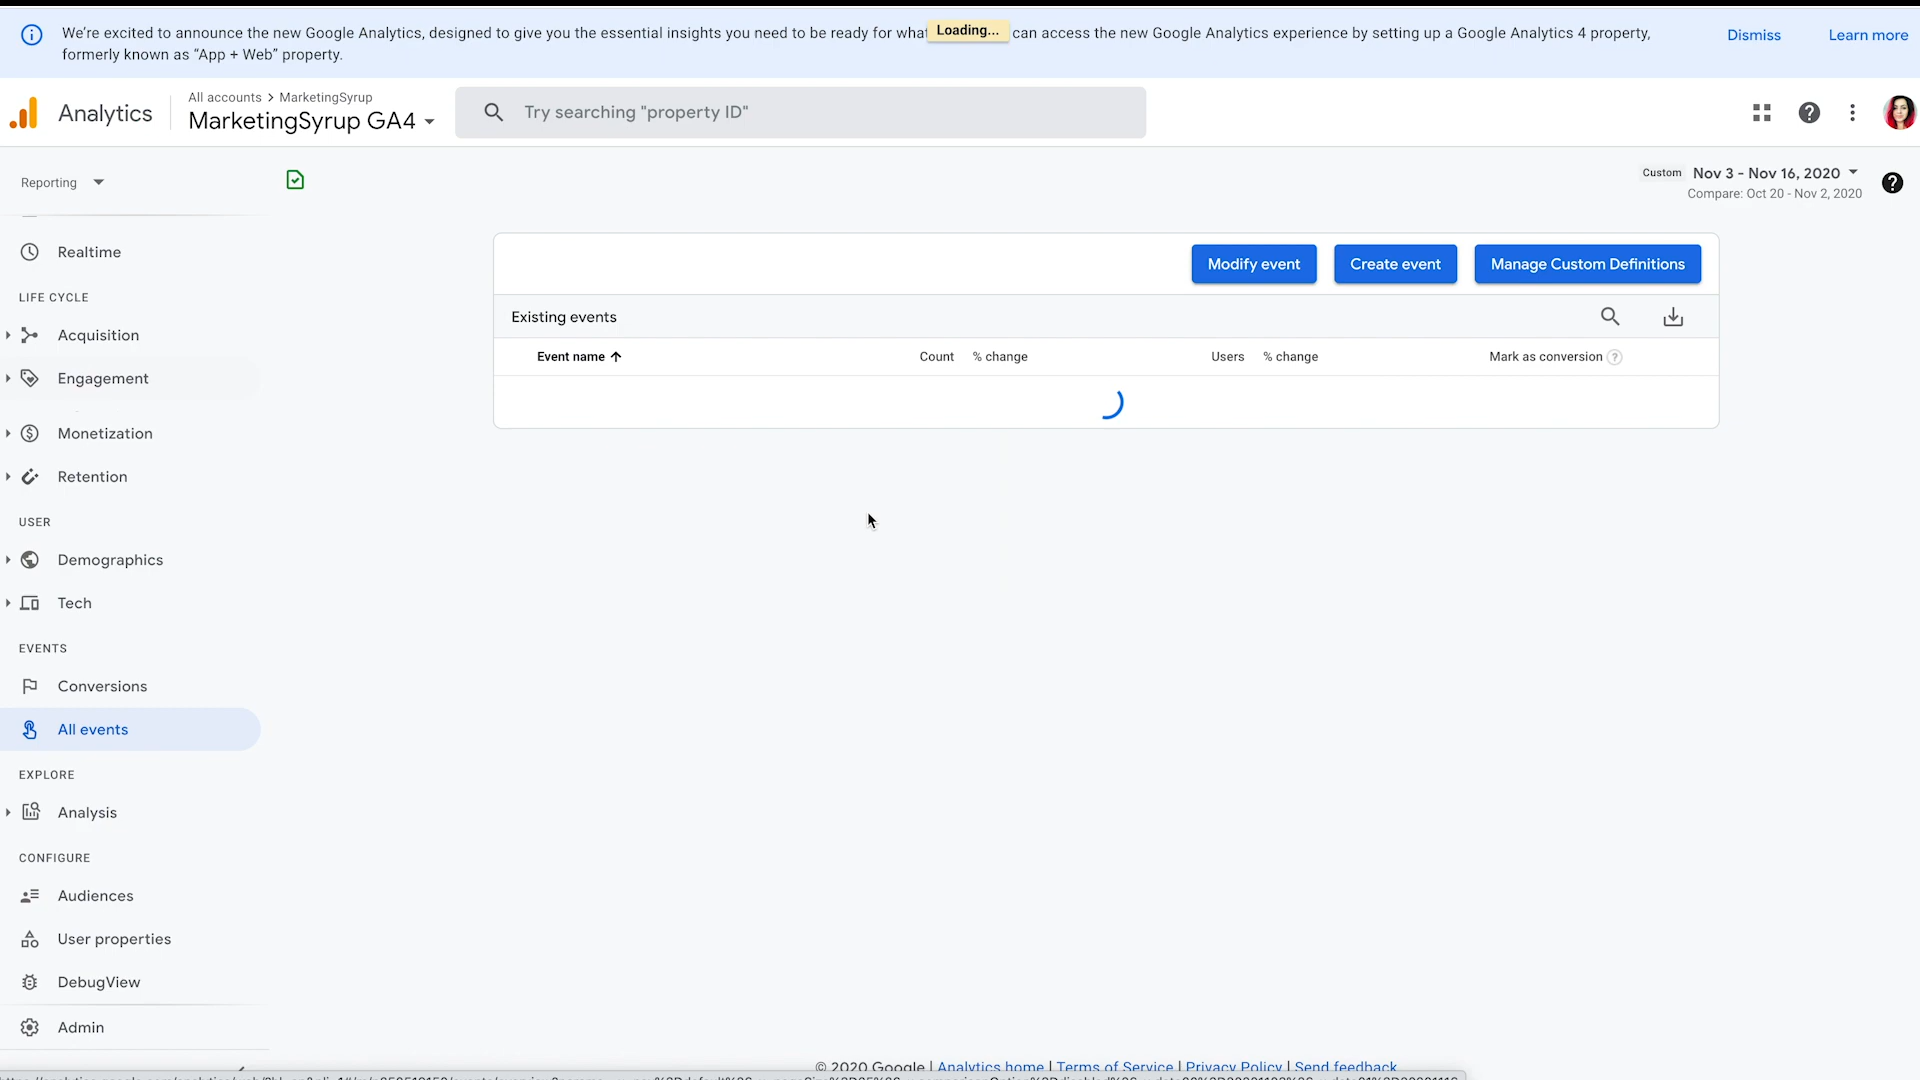 We're excited to announce the new Google Analytics, designed to give you the essential insights you need to be ready for what
Loading...
can access the new Google Analytics experience by setting up a Google Analytics 4 property,
formerly known as “App + Web” property.
Dismiss
Learn more
Analytics
All accounts > MarketingSyrup
MarketingSyrup GA4
Try searching "property ID"
Reporting
Custom Nov 3 - Nov 16, 2020
Compare: Oct 20 - Nov 2, 2020
Realtime
LIFE CYCLE
Acquisition
Engagement
Monetization
Retention
USER
Demographics
Tech
EVENTS
Conversions
All events
EXPLORE
Analysis
CONFIGURE
Audiences
User properties
DebugView
Admin
Modify event
Create event
Manage Custom Definitions
Existing events
Event name
Count
% change
Users
% change
Mark as conversion
© 2020 Google | Analytics home | Terms of Service | Privacy Policy | Send feedback